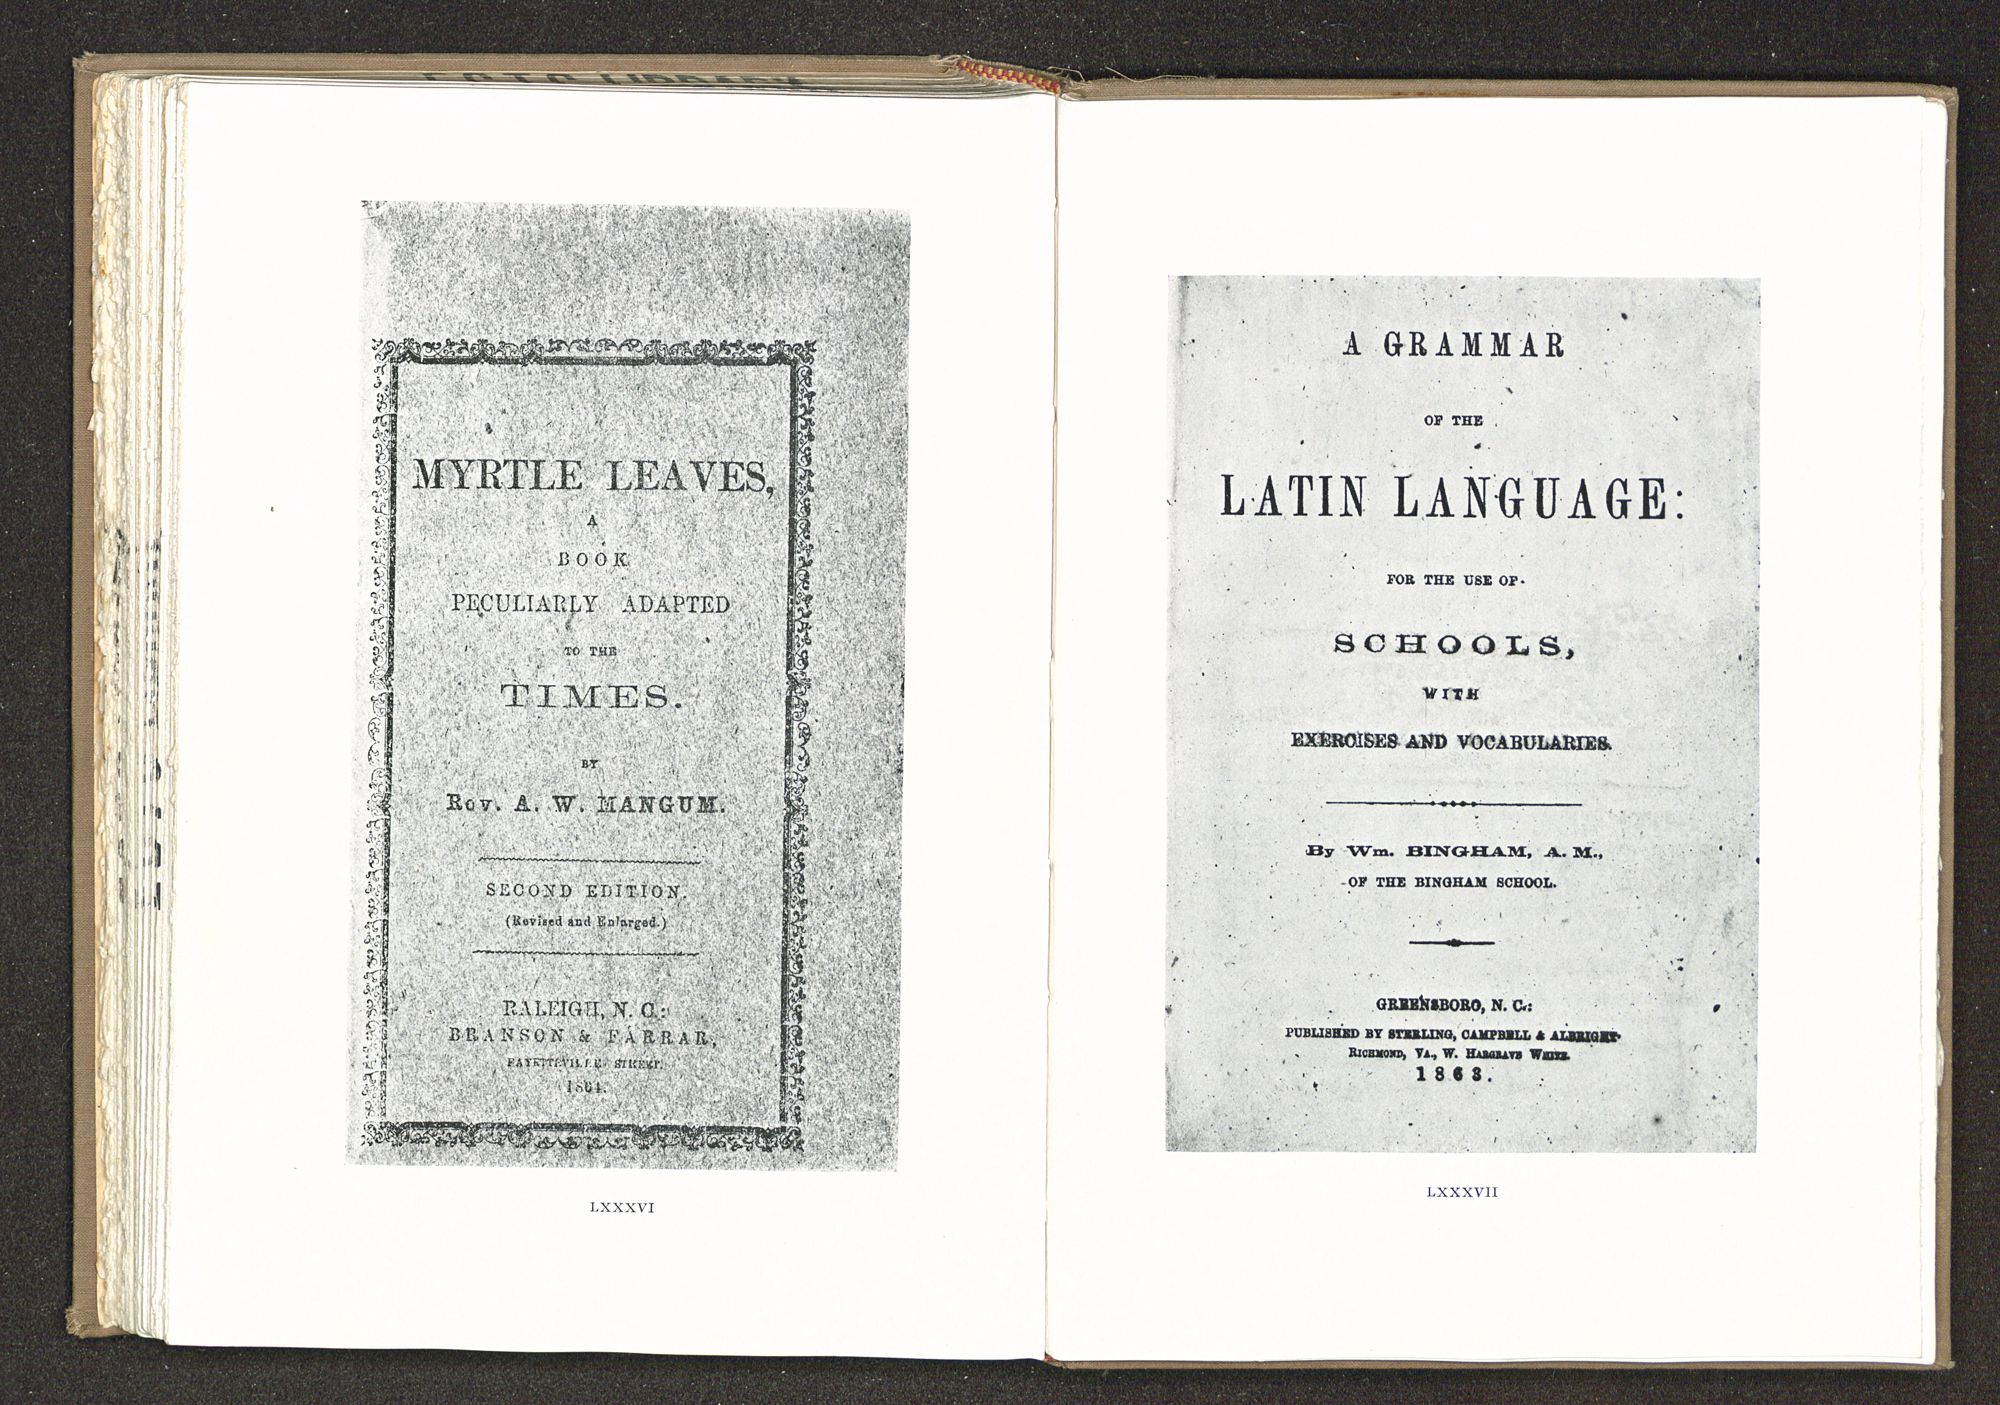 MYRTLE LEAVES,
A
BOOK
PECULIARLY ADAPTED
TO THE
TIMES.
BY
Rev. A. W. MANGUM.
SECOND EDITION.
(Revised and Enlarged.)
RALEIGH, N. C.:
BRANSON & FARRAR,
FAYETTEVILLE STREET.
1864.
LXXXVI
A GRAMMAR
OF THE
LATIN LANGUAGE:
FOR THE USE OF
SCHOOLS,
WITH
EXERCISES AND VOCABULARIES.
By Wm. BINGHAM, A. M.,
OF THE BINGHAM SCHOOL.
GREENSBORO, N. C.:
PUBLISHED BY STERLING, CAMPBELL & ALBRIGHT
RICHMOND, VA., W. HARGRAVE WHITE.
1863.
LXXXVII